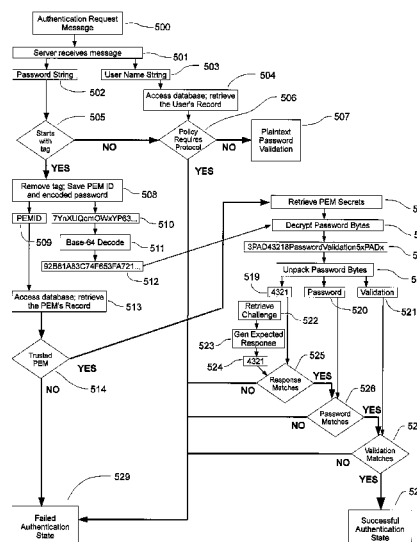 Authentication Request
Message
500
Server receives message
501
Password String
User Name String
503
502
504
Access database; retrieve
the User's Record
505
506
507
Starts
with
tag
NO
Policy
Requires
Protocol
NO
Plaintext
Password
Validation
YES
YES
Remove tag; Save PEM ID
and encoded password
508
Retrieve PEM Secrets
PEMID
7YnXUQcmOWxYP63...
510
Decrypt Password Bytes
509
Base-64 Decode
511
3PAD43218PasswordValidation5xPADx
92B81A83C74F653FA721...
512
Unpack Password Bytes
519
4321
Password
Validation
520
521
Access database; retrieve
the PEM's Record
513
Retrieve
Challenge
522
523
Gen Expected
Response
524
4321
525
Trusted
PEM
YES
514
Response
Matches
YES
NO
NO
526
Password
Matches
YES
NO
Validation
Matches
NO
YES
529
Failed
Authentication
State
Successful
Authentication
State